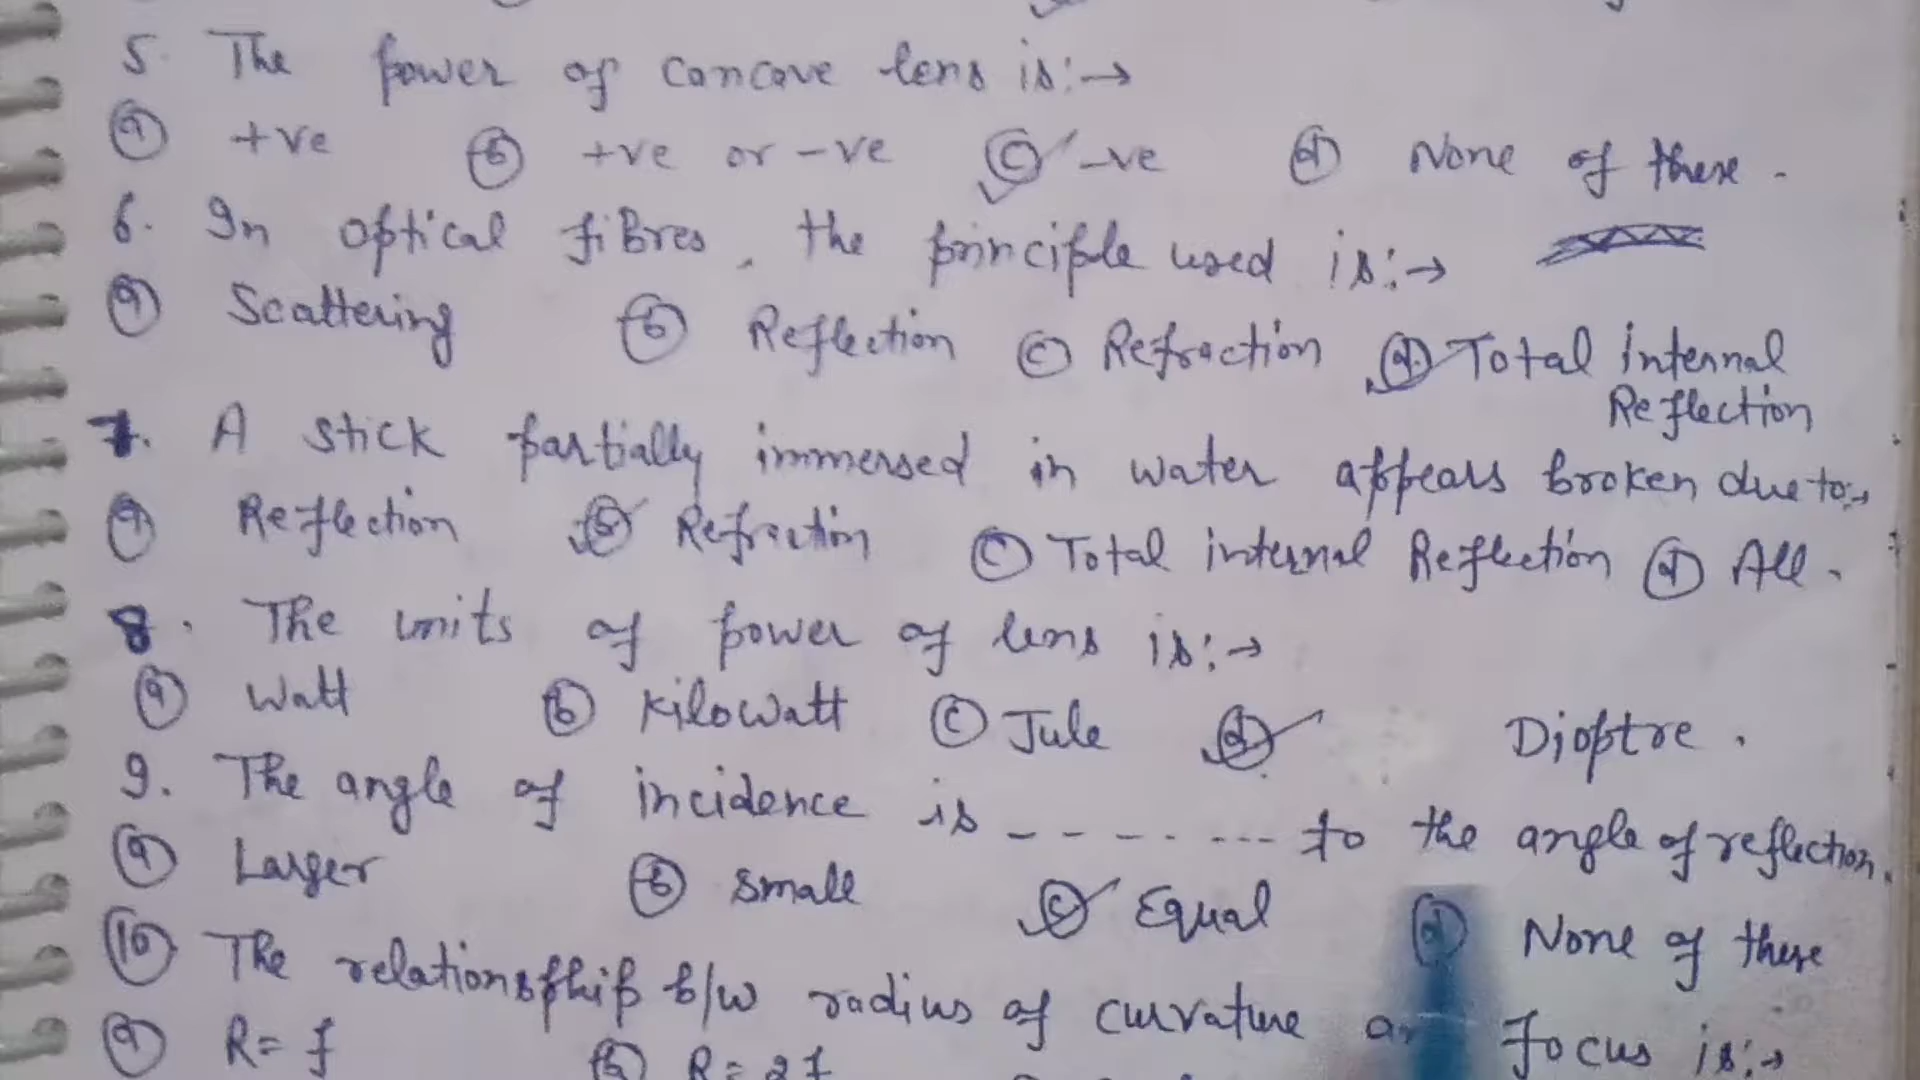 5. The power of concave lens is:→
(a) +ve (b) +ve or -ve (c) -ve (d) None of these.
6. In optical fibres, the principle used is:→
(a) Scattering (b) Reflection (c) Refraction (d) Total internal
Reflection
7. A stick partially immersed in water appears broken due to:→
(a) Reflection (b) Refraction (c) Total internal Reflection (d) All.
8. The units of power of lens is:→
(a) Watt (b) Kilowatt (c) Jule (d) Dioptre.
9. The angle of incidence is -------- to the angle of reflection.
(a) Larger (b) Small (c) Equal (d) None of these
(10) The relationsphip b/w radius of curvature focus is:→
(a) R= f (b) R= 2f